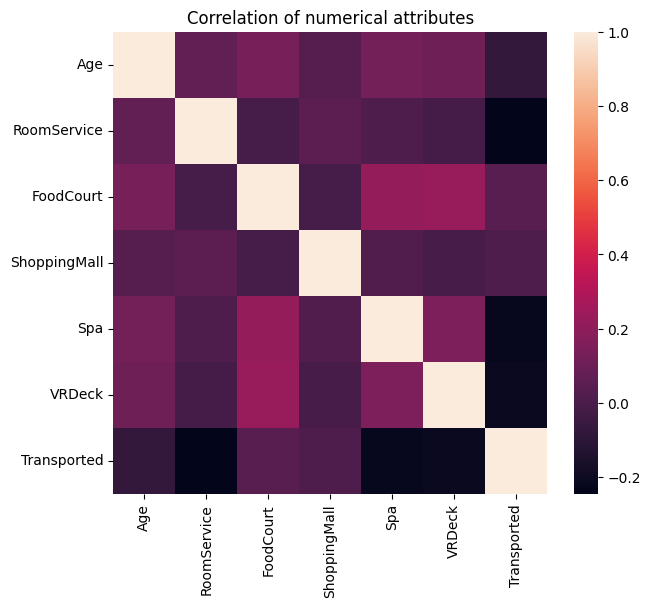 Correlation of numerical attributes
Age
RoomService
FoodCourt
ShoppingMall
Spa
VRDeck
Transported
Age
RoomService
FoodCourt
ShoppingMall
Spa
VRDeck
Transported
1.0
0.8
0.6
0.4
0.2
0.0
−0.2